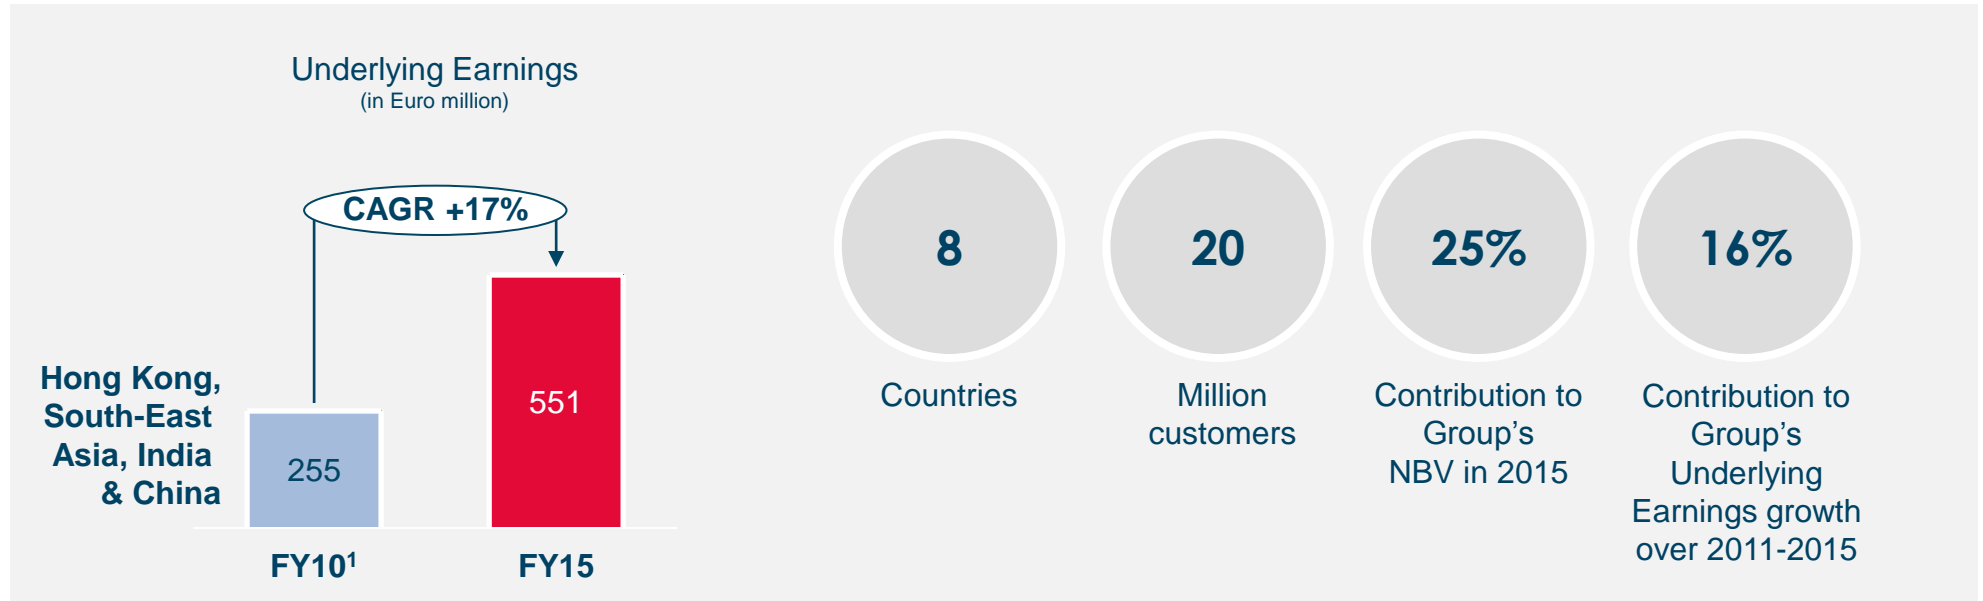 Underlying Earnings
(in Euro million)
CAGR +17%
Hong Kong,
South-East
Asia, India
& China
255
551
FY10¹
FY15
8
Countries
20
Million
customers
25%
Contribution to
Group’s
NBV in 2015
16%
Contribution to
Group’s
Underlying
Earnings growth
over 2011-2015